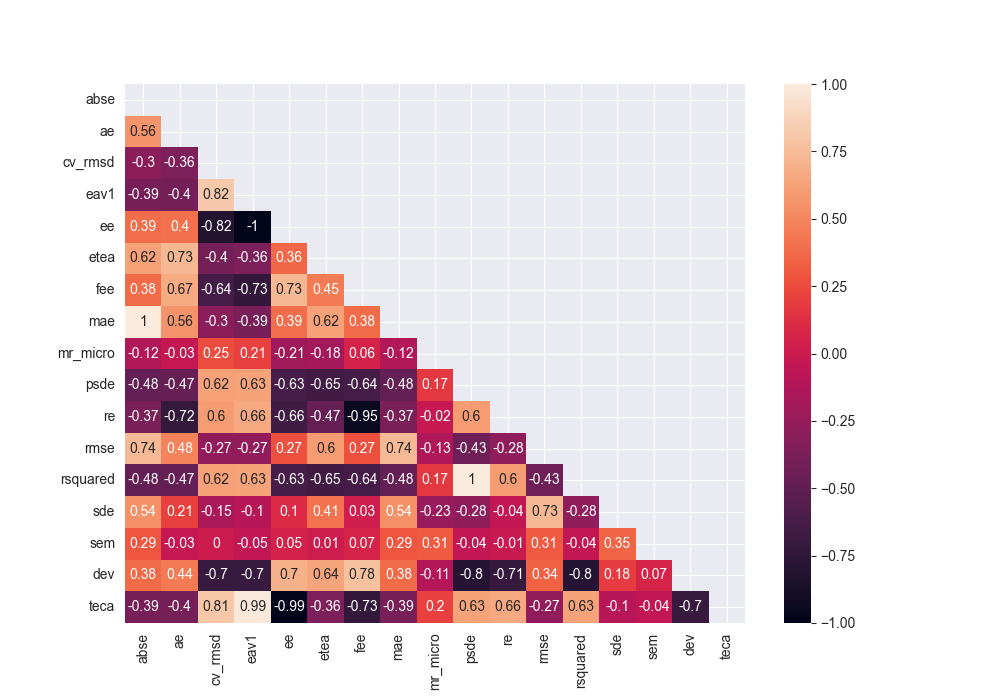 abse
ae 0.56
cv_rmsd -0.3 -0.36
eav1 -0.39 -0.4 0.82
ee 0.39 0.4 -0.82 -1
etea 0.62 0.73 -0.4 -0.36 0.36
fee 0.38 0.67 -0.64 -0.73 0.73 0.45
mae 1 0.56 -0.3 -0.39 0.39 0.62 0.38
mr_micro -0.12 -0.03 0.25 0.21 -0.21 -0.18 0.06 -0.12
psde -0.48 -0.47 0.62 0.63 -0.63 -0.65 -0.64 -0.48 0.17
re -0.37 -0.72 0.6 0.66 -0.66 -0.47 -0.95 -0.37 -0.02 0.6
rmse 0.74 0.48 -0.27 -0.27 0.27 0.6 0.27 0.74 -0.13 -0.43 -0.28
rsquared -0.48 -0.47 0.62 0.63 -0.63 -0.65 -0.64 -0.48 0.17 1 0.6 -0.43
sde 0.54 0.21 -0.15 -0.1 0.1 0.41 0.03 0.54 -0.23 -0.28 -0.04 0.73 -0.28
sem 0.29 -0.03 0 -0.05 0.05 0.01 0.07 0.29 0.31 -0.04 -0.01 0.31 -0.04 0.35
dev 0.38 0.44 -0.7 -0.7 0.7 0.64 0.78 0.38 -0.11 -0.8 -0.71 0.34 -0.8 0.18 0.07
teca -0.39 -0.4 0.81 0.99 -0.99 -0.36 -0.73 -0.39 0.2 0.63 0.66 -0.27 0.63 -0.1 -0.04 -0.7
abse ae cv_rmsd eav1 ee etea fee mae mr_micro psde re rmse rsquared sde sem dev teca
1.00
0.75
0.50
0.25
0.00
−0.25
−0.50
−0.75
−1.00